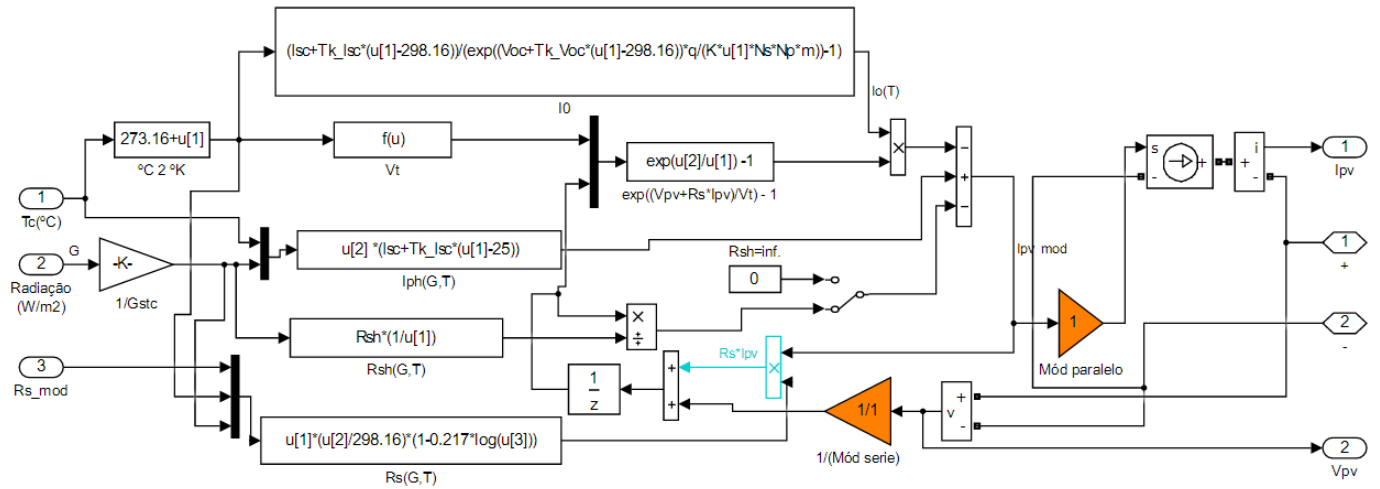 (Isc+Tk_Isc*(u[1]-298.16))/(exp((Voc+Tk_Voc*(u[1]-298.16))*q/(K*u[1]*Ns*Np*m))-1)
I0
Io(T)
273.16+u[1]
ºC 2 ºK
f(u)
Vt
exp(u[2]/u[1]) -1
exp((Vpv+Rs*Ipv)/Vt) - 1
×
−
+
−
s
-
+
i
+
-
1
Ipv
1
Tc(ºC)
u[2] *(Isc+Tk_Isc*(u[1]-25))
Iph(G,T)
1
+
2
Radiação
(W/m2)
G
-K-
1/Gstc
Rsh=inf.
0
Ipv_mod
1
Mód paralelo
2
-
Rsh*(1/u[1])
Rsh(G,T)
×
÷
3
Rs_mod
1
z
+
+
Rs*Ipv
×
1/1
1/(Mód serie)
v
+
-
u[1]*(u[2]/298.16)*(1-0.217*log(u[3]))
Rs(G,T)
2
Vpv